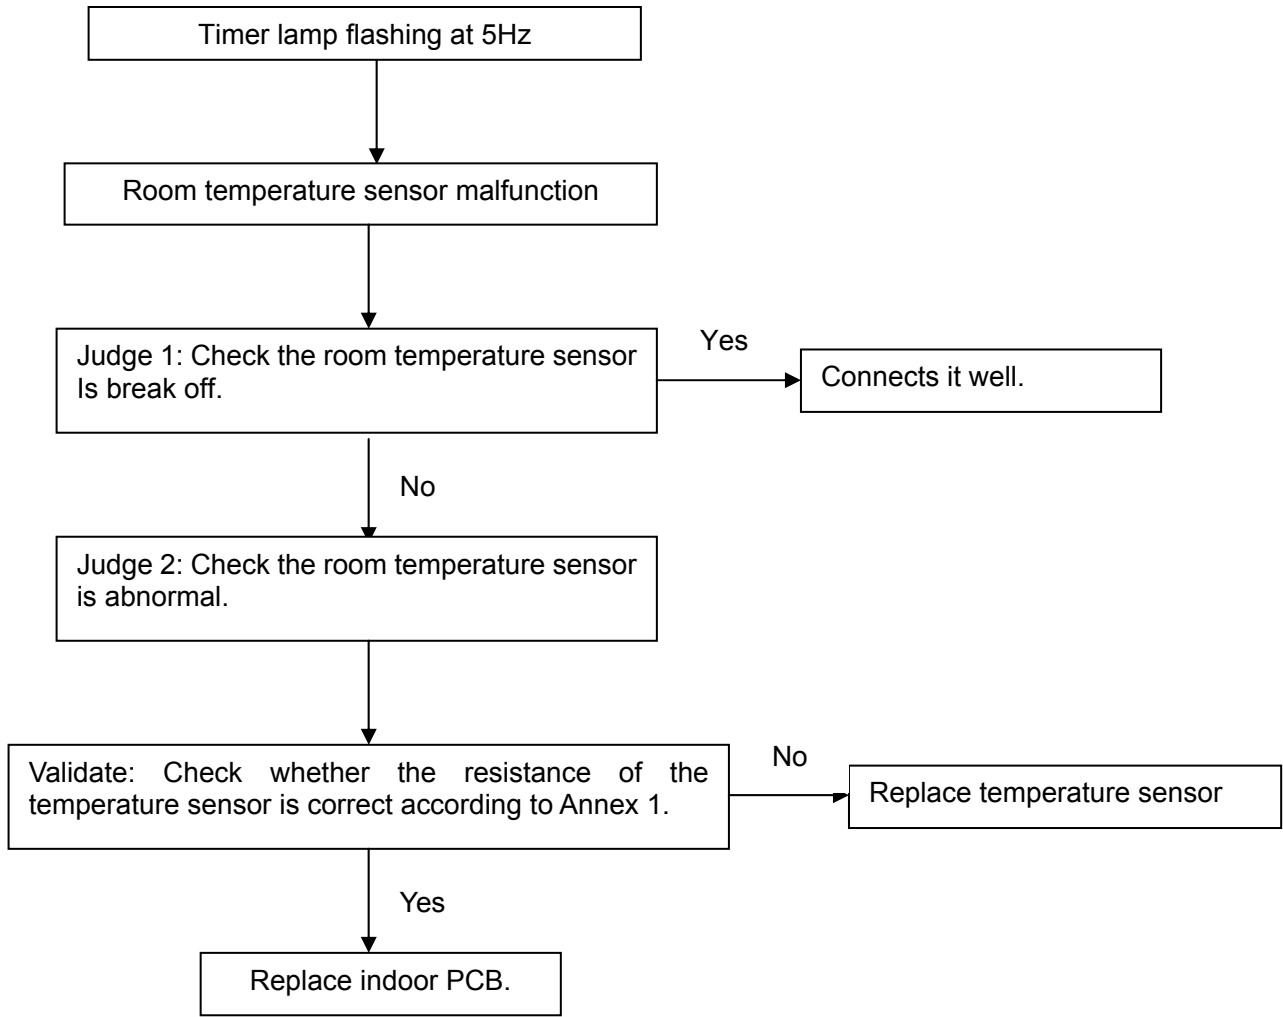 Timer lamp flashing at 5Hz
Room temperature sensor malfunction
Judge 1: Check the room temperature sensor
Is break off.
Yes
Connects it well.
No
Judge 2: Check the room temperature sensor
is abnormal.
Validate: Check whether the resistance of the
temperature sensor is correct according to Annex 1.
No
Replace temperature sensor
Yes
Replace indoor PCB.